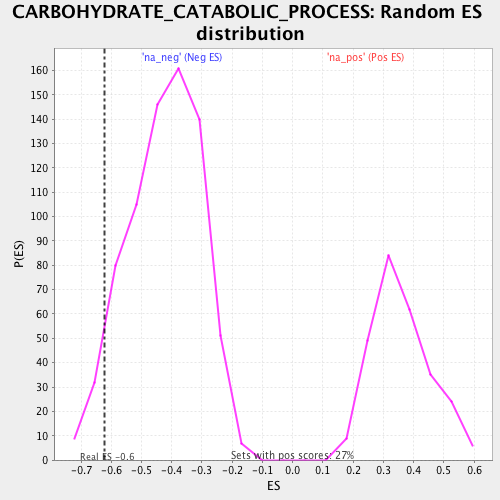 CARBOHYDRATE_CATABOLIC_PROCESS: Random ES
distribution
'na_neg' (Neg ES)
'na_pos' (Pos ES)
160
150
140
130
120
110
100
90
80
70
60
50
40
30
20
10
0
P(ES)
Real ES -0.6
Sets with pos scores: 27%
-0.7 -0.6 -0.5 -0.4 -0.3 -0.2 -0.1 0.0 0.1 0.2 0.3 0.4 0.5 0.6
ES